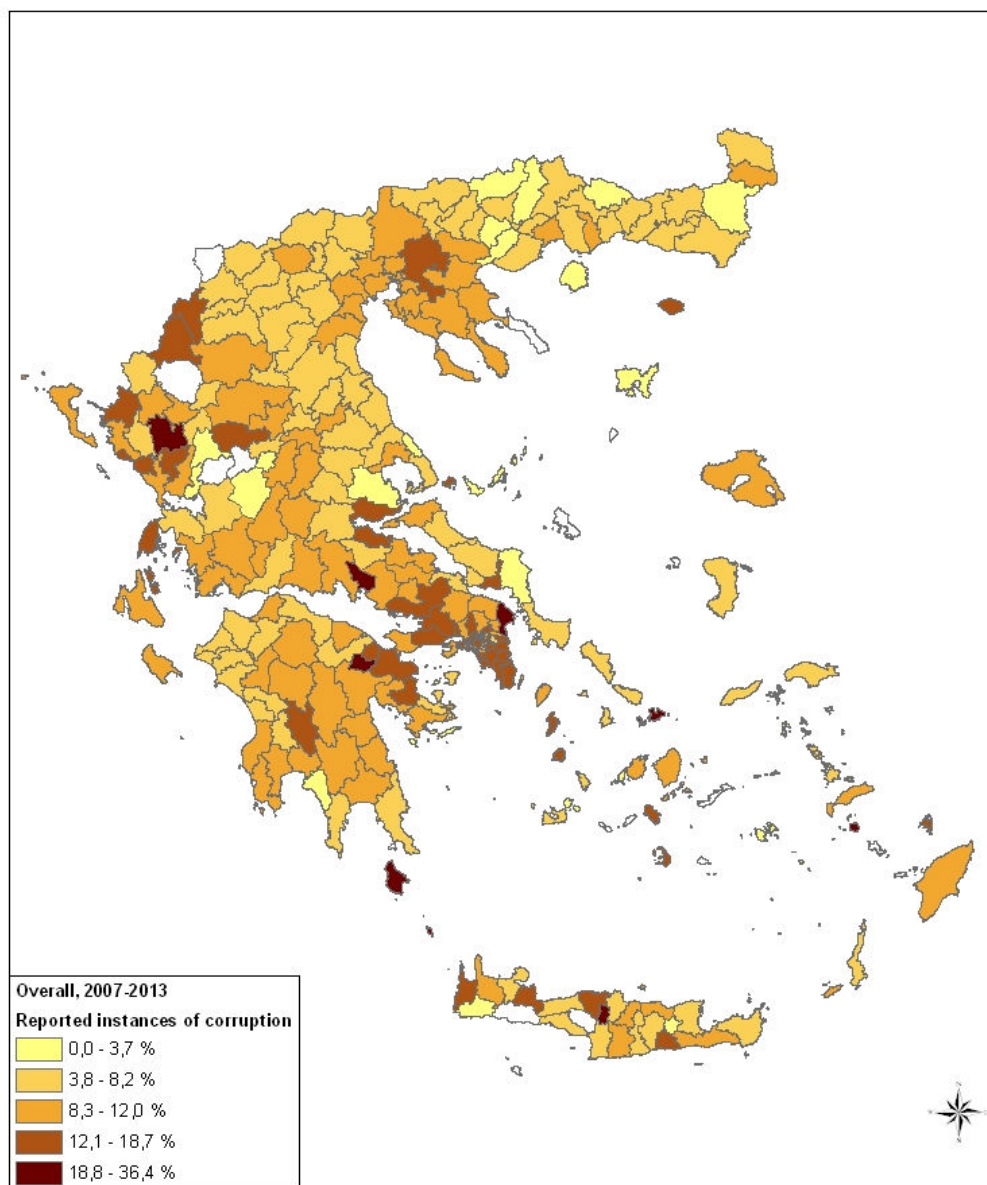 Overall, 2007-2013
Reported instances of corruption
0,0 - 3,7 %
3,8 - 8,2 %
8,3 - 12,0 %
12,1 - 18,7 %
18,8 - 36,4 %